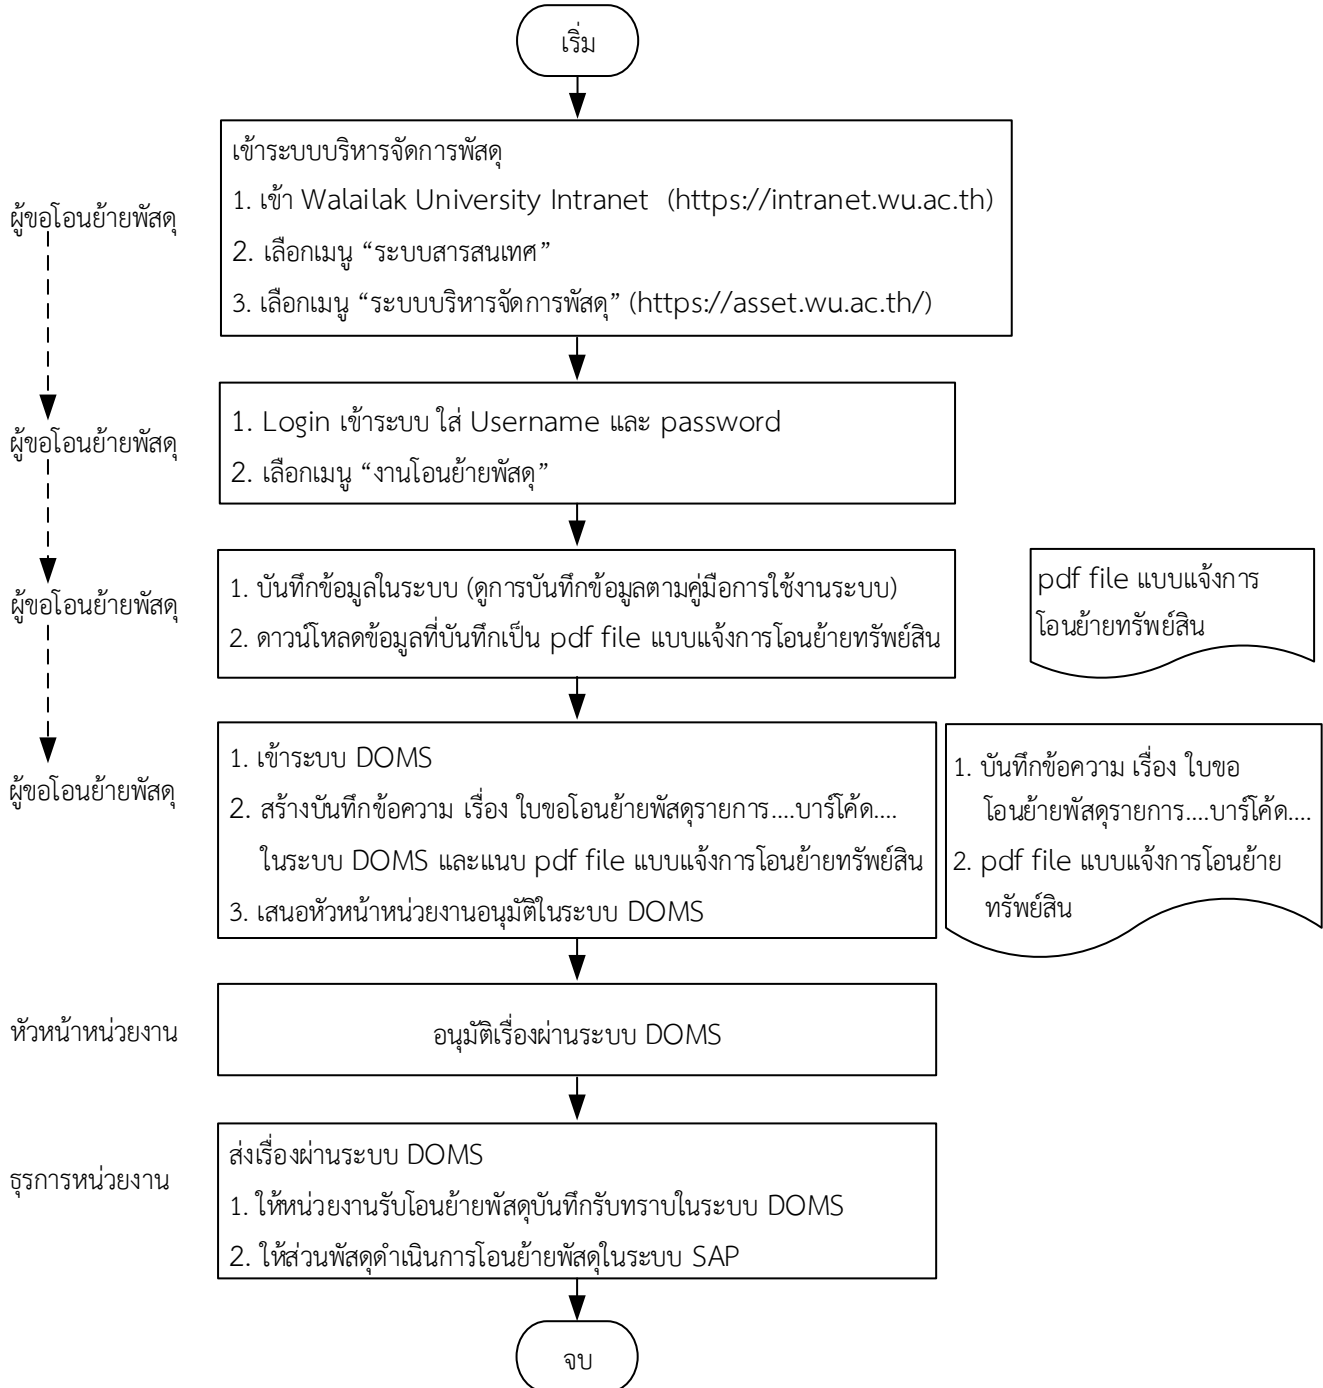 เริ่ม
เข้าระบบบริหารจัดการพัสดุ
ผู้ขอโอนย้ายพัสดุ
1. เข้า Walailak University Intranet (https://intranet.wu.ac.th)
2. เลือกเมนู “ระบบสารสนเทศ”
3. เลือกเมนู “ระบบบริหารจัดการพัสดุ” (https://asset.wu.ac.th/)
ผู้ขอโอนย้ายพัสดุ
1. Login เข้าระบบ ใส่ Username และ password
2. เลือกเมนู “งานโอนย้ายพัสดุ”
ผู้ขอโอนย้ายพัสดุ
1. บันทึกข้อมูลในระบบ (ดูการบันทึกข้อมูลตามคู่มือการใช้งานระบบ)
2. ดาวน์โหลดข้อมูลที่บันทึกเป็น pdf file แบบแจ้งการโอนย้ายทรัพย์สิน
pdf file แบบแจ้งการ
โอนย้ายทรัพย์สิน
ผู้ขอโอนย้ายพัสดุ
1. เข้าระบบ DOMS
2. สร้างบันทึกข้อความ เรื่อง ใบขอโอนย้ายพัสดุรายการ....บาร์โค้ด....
ในระบบ DOMS และแนบ pdf file แบบแจ้งการโอนย้ายทรัพย์สิน
3. เสนอหัวหน้าหน่วยงานอนุมัติในระบบ DOMS
1. บันทึกข้อความ เรื่อง ใบขอ
โอนย้ายพัสดุรายการ....บาร์โค้ด....
2. pdf file แบบแจ้งการโอนย้าย
ทรัพย์สิน
หัวหน้าหน่วยงาน
อนุมัติเรื่องผ่านระบบ DOMS
ธุรการหน่วยงาน
ส่งเรื่องผ่านระบบ DOMS
1. ให้หน่วยงานรับโอนย้ายพัสดุบันทึกรับทราบในระบบ DOMS
2. ให้ส่วนพัสดุดำเนินการโอนย้ายพัสดุในระบบ SAP
จบ